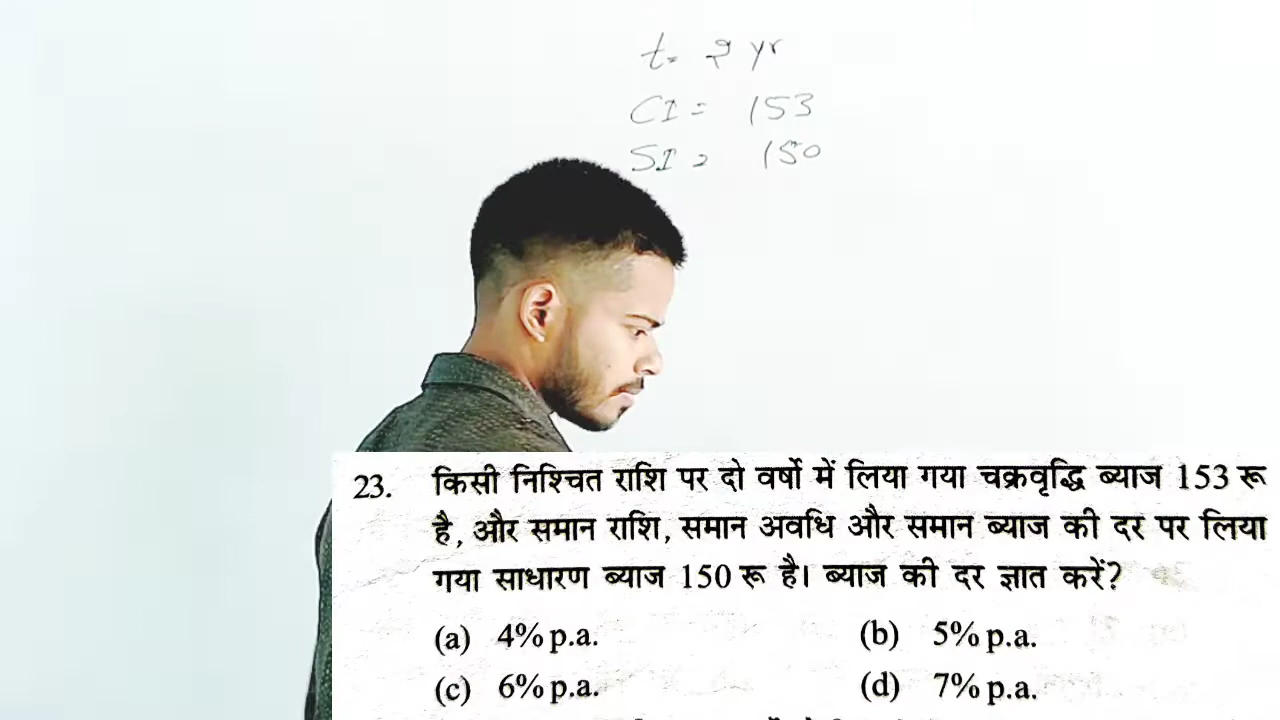 t= 2 yr
CI = 153
SI = 150
23. किसी निश्चित राशि पर दो वर्षो में लिया गया चक्रवृद्धि ब्याज 153 रू
है, और समान राशि, समान अवधि और समान ब्याज की दर पर लिया
गया साधारण ब्याज 150 रू है। ब्याज की दर ज्ञात करें?
(a) 4% p.a. (b) 5% p.a.
(c) 6% p.a. (d) 7% p.a.